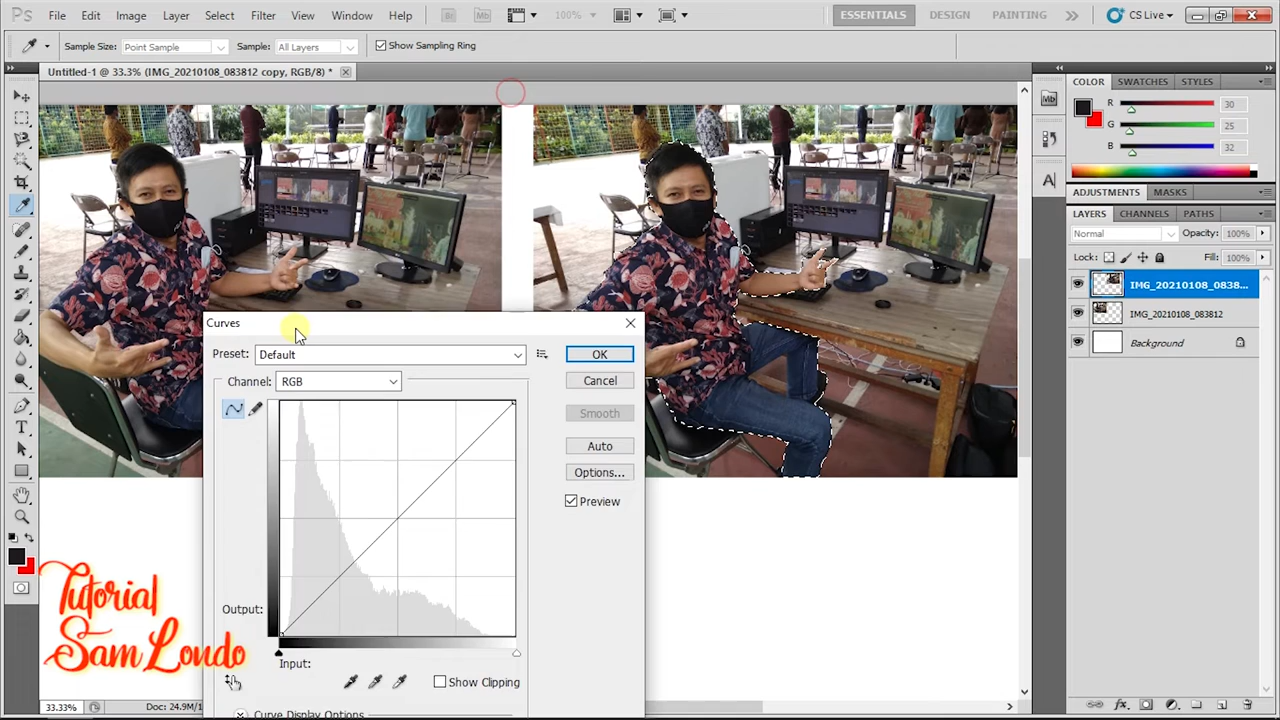 Ps File Edit Image Layer Select Filter View Window Help Br Mb 100% ESSENTIALS DESIGN PAINTING CS Live
Sample Size: Point Sample Sample: All Layers Show Sampling Ring
Untitled-1 @ 33.3% (IMG_20210108_083812 copy, RGB/8) *
COLOR SWATCHES STYLES
R 30
G 25
B 32
ADJUSTMENTS MASKS
LAYERS CHANNELS PATHS
Normal Opacity: 100%
Lock: Fill: 100%
IMG_20210108_0838...
IMG_20210108_083812
Background
Curves
Preset: Default OK
Channel: RGB Cancel
Smooth
Auto
Options...
Preview
Output:
Input:
Show Clipping
Curve Display Options
Tutorial
Sam Londo
33.33% Doc: 24.9M/1